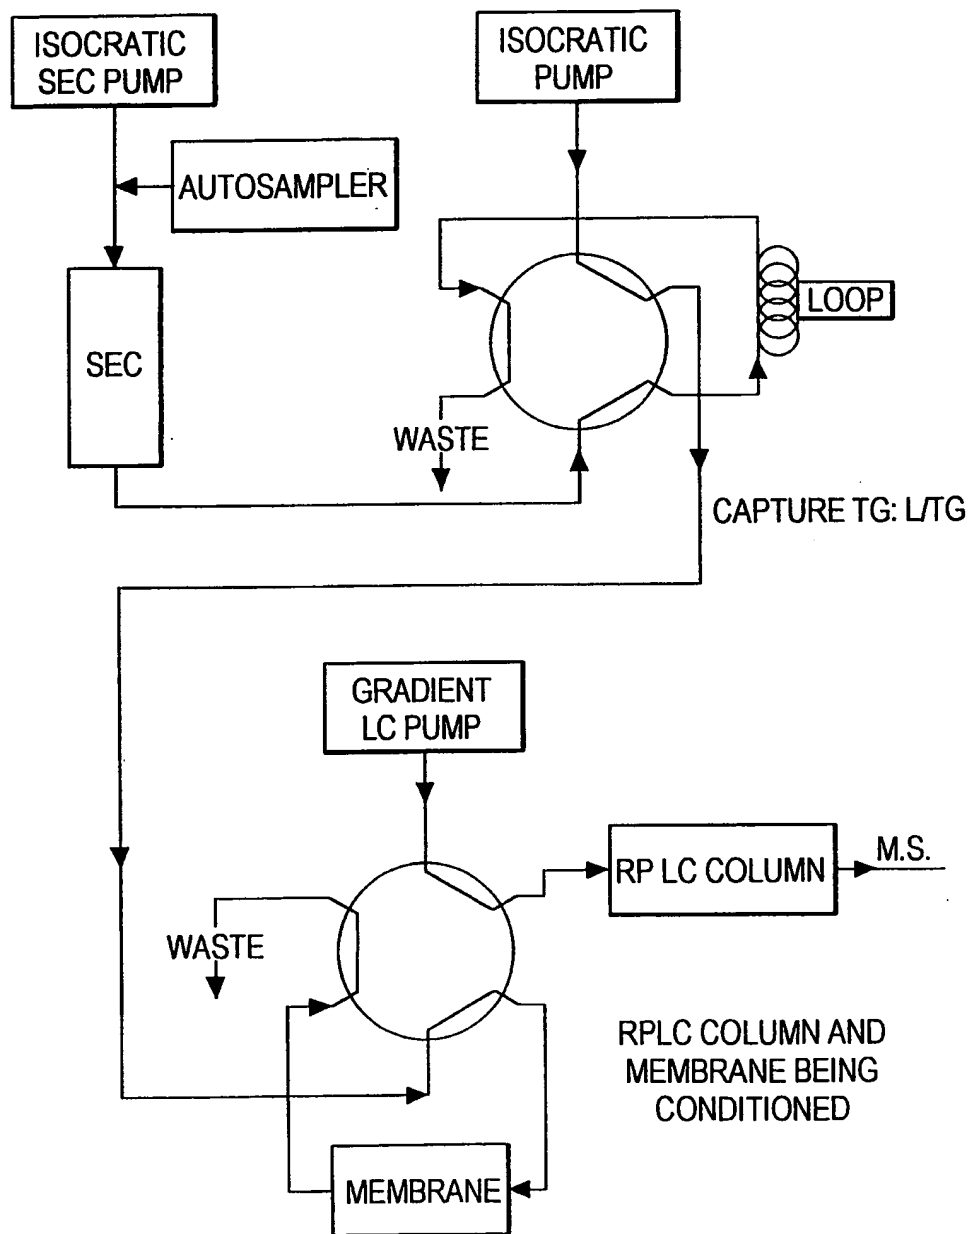 ISOCRATIC
SEC PUMP
ISOCRATIC
PUMP
AUTOSAMPLER
SEC
LOOP
WASTE
CAPTURE TG: L/TG
GRADIENT
LC PUMP
RP LC COLUMN
M.S.
WASTE
RPLC COLUMN AND
MEMBRANE BEING
CONDITIONED
MEMBRANE